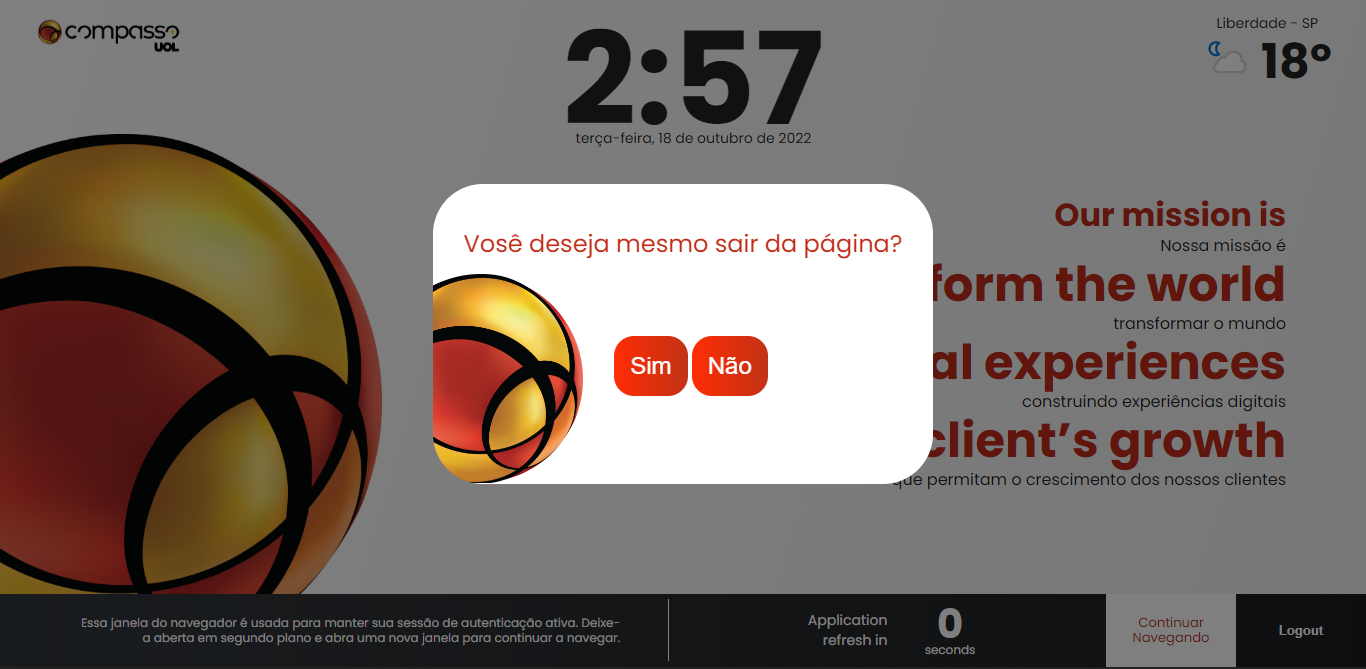 compasso
UOL
2:57
terça-feira, 18 de outubro de 2022
Liberdade - SP
18º
Vosê deseja mesmo sair da página?
Sim Não
Our mission is
Nossa missão é
form the world
transformar o mundo
al experiences
construindo experiências digitais
client’s growth
que permitam o crescimento dos nossos clientes
Essa janela do navegador é usada para manter sua sessão de autenticação ativa. Deixe-
a aberta em segundo plano e abra uma nova janela para continuar a navegar.
Application
refresh in
0
seconds
Continuar
Navegando
Logout